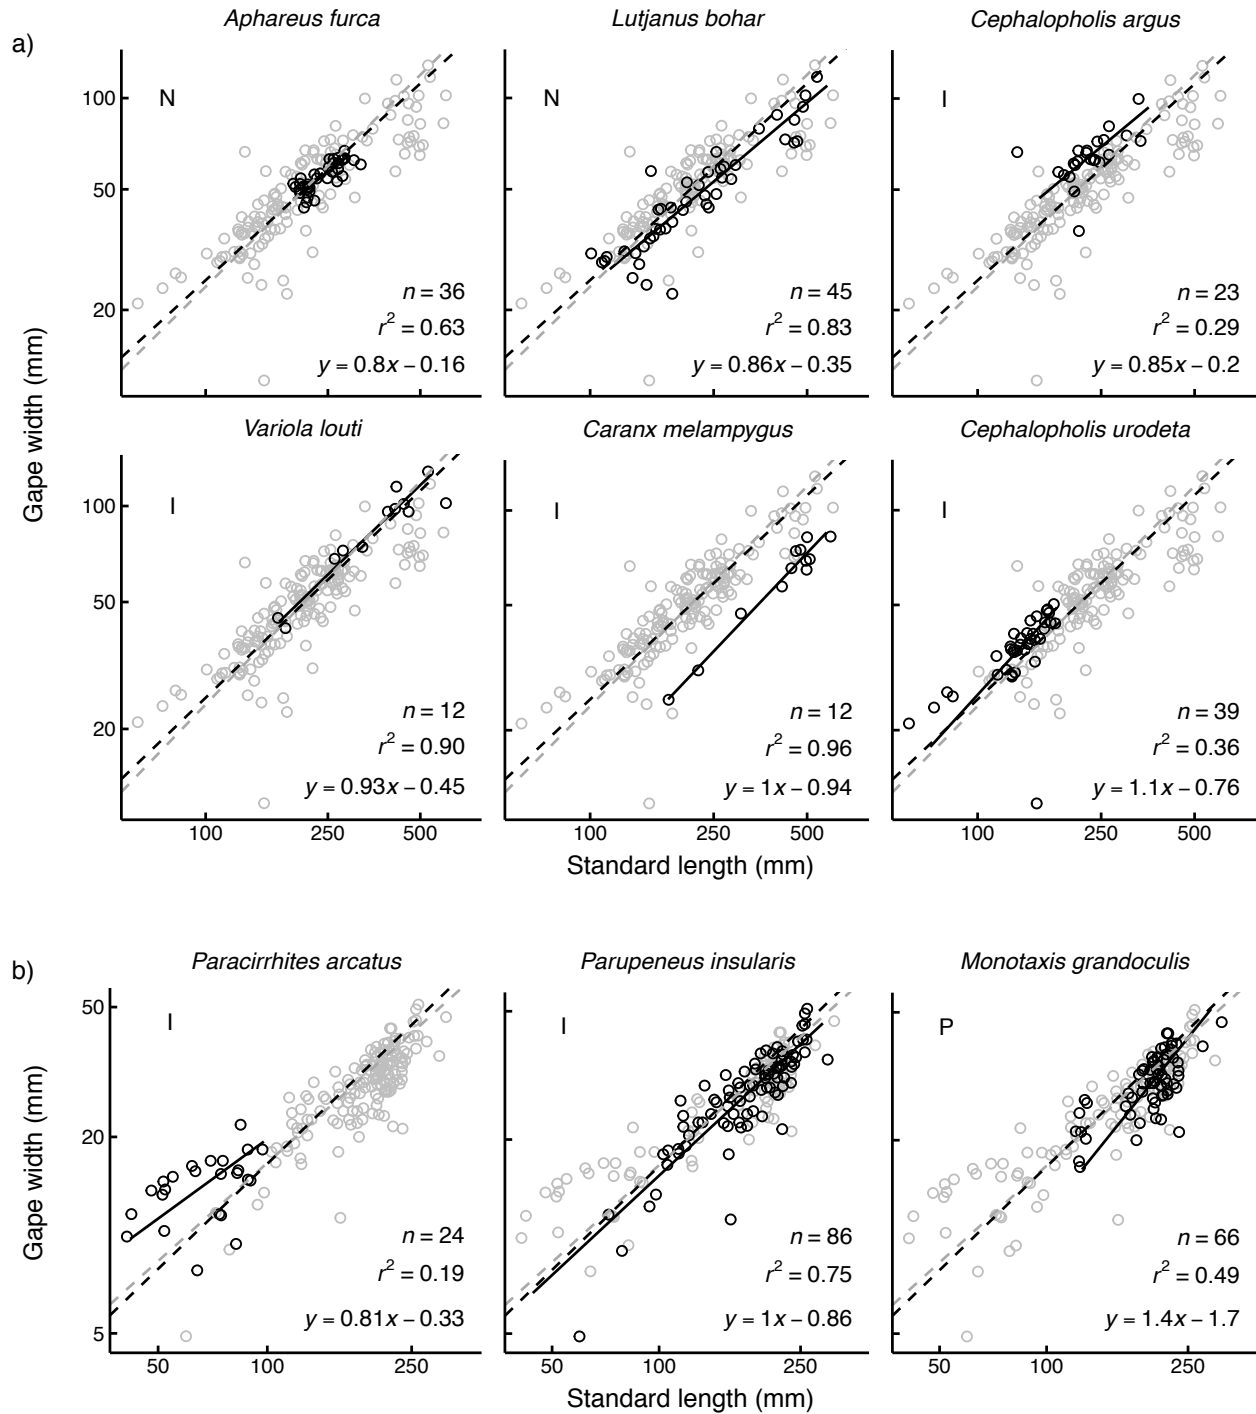 a)
Aphareus furca
Lutjanus bohar
Cephalopholis argus
N
N
I
100
50
20
n = 36
r² = 0.63
y = 0.8x − 0.16
n = 45
r² = 0.83
y = 0.86x − 0.35
n = 23
r² = 0.29
y = 0.85x − 0.2
Gape width (mm)
Variola louti
Caranx melampygus
Cephalopholis urodeta
I
I
I
100
50
20
n = 12
r² = 0.90
y = 0.93x − 0.45
n = 12
r² = 0.96
y = 1x − 0.94
n = 39
r² = 0.36
y = 1.1x − 0.76
100 250 500
100 250 500
100 250 500
Standard length (mm)
b)
Paracirrhites arcatus
Parupeneus insularis
Monotaxis grandoculis
I
I
P
50
20
5
Gape width (mm)
n = 24
r² = 0.19
y = 0.81x − 0.33
n = 86
r² = 0.75
y = 1x − 0.86
n = 66
r² = 0.49
y = 1.4x − 1.7
50 100 250
50 100 250
50 100 250
Standard length (mm)